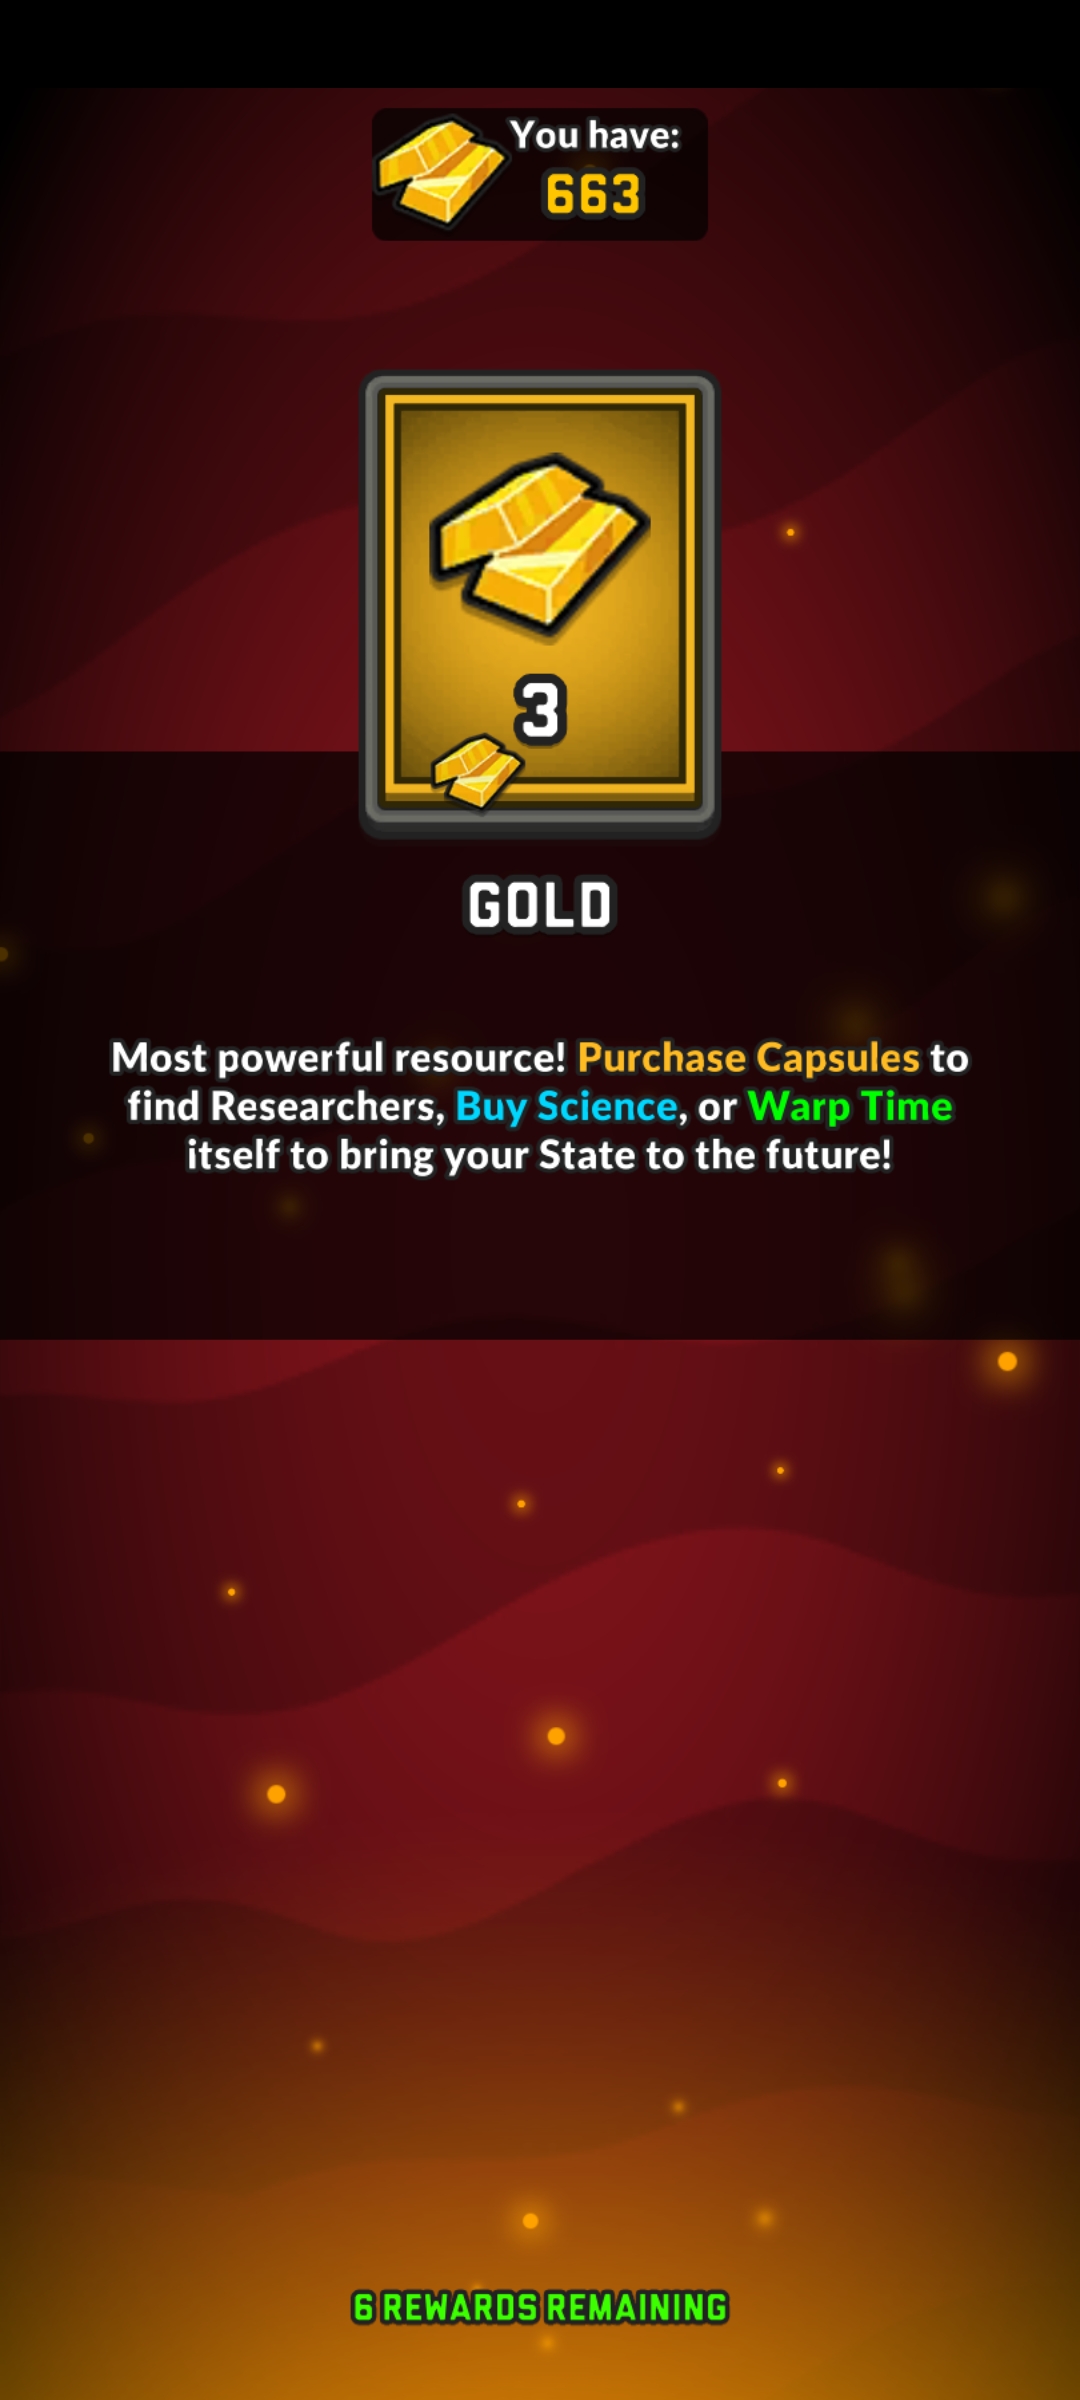 You have:
663
3
GOLD
Most powerful resource! Purchase Capsules to
find Researchers, Buy Science, or Warp Time
itself to bring your State to the future!
6 REWARDS REMAINING